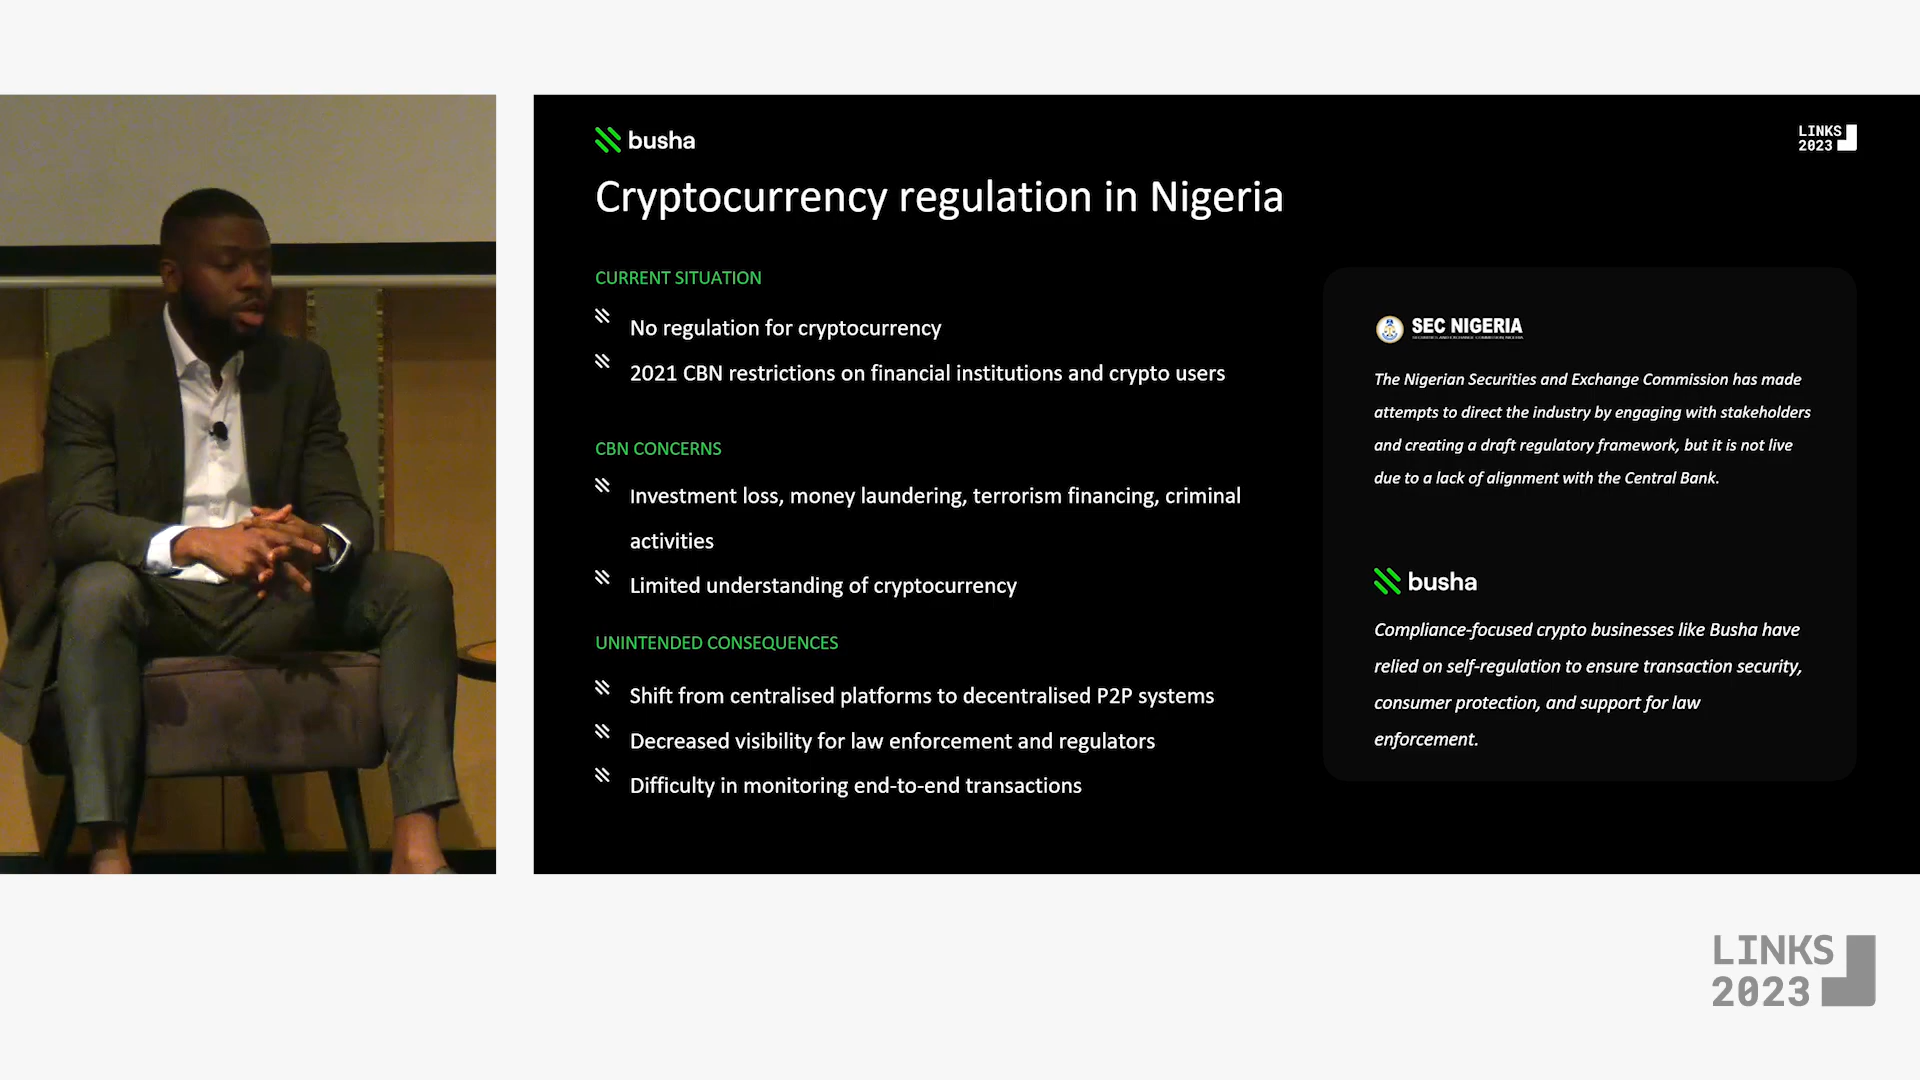 busha
LINKS
2023
Cryptocurrency regulation in Nigeria
CURRENT SITUATION
No regulation for cryptocurrency
2021 CBN restrictions on financial institutions and crypto users
CBN CONCERNS
Investment loss, money laundering, terrorism financing, criminal
activities
Limited understanding of cryptocurrency
UNINTENDED CONSEQUENCES
Shift from centralised platforms to decentralised P2P systems
Decreased visibility for law enforcement and regulators
Difficulty in monitoring end-to-end transactions
SEC NIGERIA
The Nigerian Securities and Exchange Commission has made
attempts to direct the industry by engaging with stakeholders
and creating a draft regulatory framework, but it is not live
due to a lack of alignment with the Central Bank.
busha
Compliance-focused crypto businesses like Busha have
relied on self-regulation to ensure transaction security,
consumer protection, and support for law
enforcement.
LINKS
2023